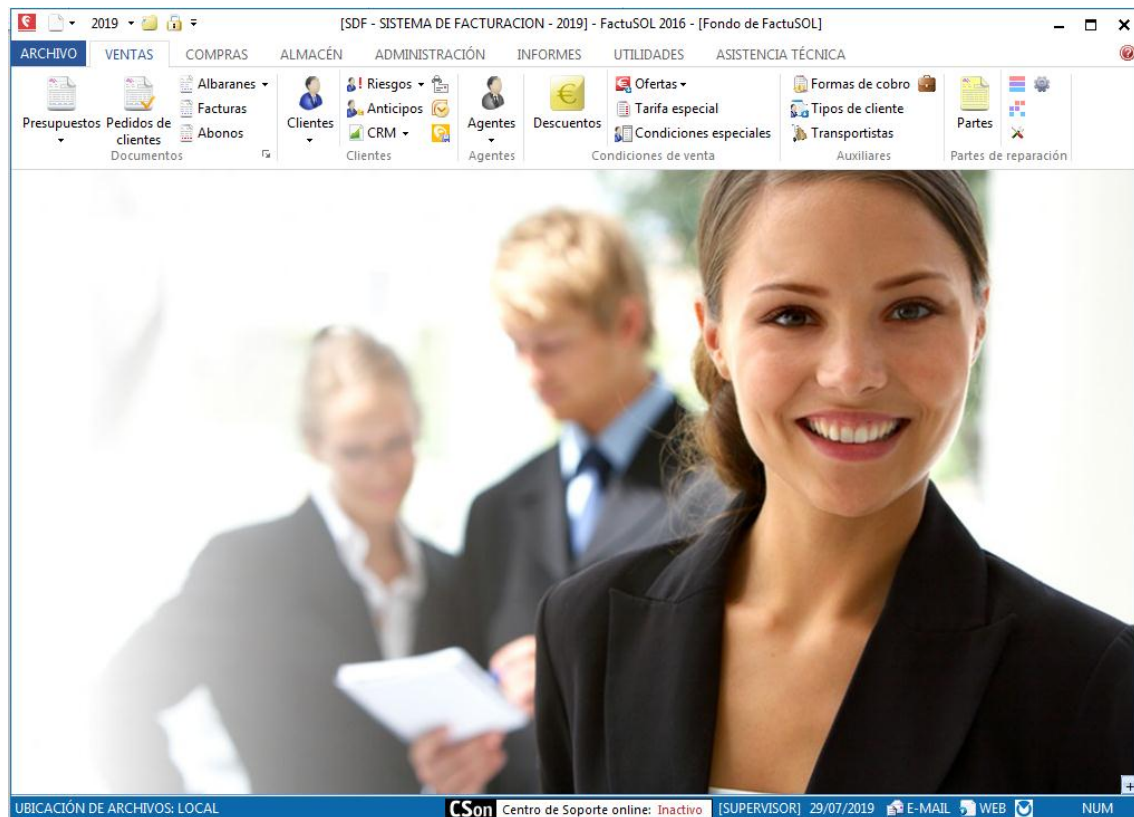 2019
[SDF - SISTEMA DE FACTURACION - 2019] - FactuSOL 2016 - [Fondo de FactuSOL]
ARCHIVO VENTAS COMPRAS ALMACÉN ADMINISTRACIÓN INFORMES UTILIDADES ASISTENCIA TÉCNICA
Presupuestos
Pedidos de
clientes
Albaranes
Facturas
Abonos
Documentos
Clientes
Riesgos
Anticipos
CRM
Clientes
Agentes
Agentes
Descuentos
Ofertas
Tarifa especial
Condiciones especiales
Condiciones de venta
Formas de cobro
Tipos de cliente
Transportistas
Auxiliares
Partes
Partes de reparación
UBICACIÓN DE ARCHIVOS: LOCAL CSon Centro de Soporte online: Inactivo [SUPERVISOR] 29/07/2019 E-MAIL WEB NUM